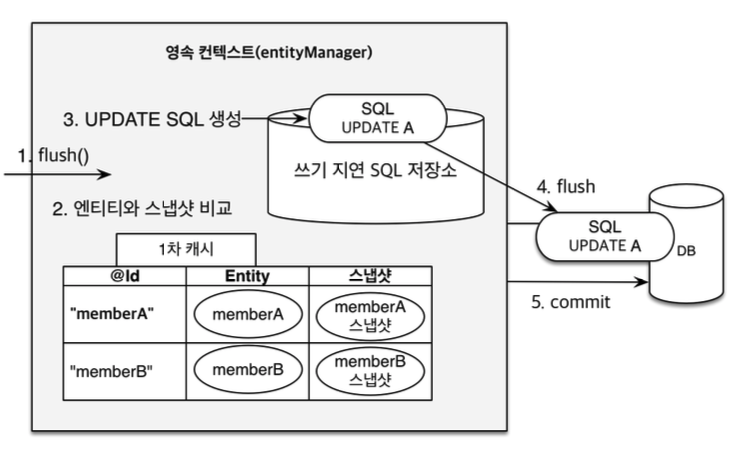 영속 컨텍스트(entityManager)
3. UPDATE SQL 생성
SQL
UPDATE A
1. flush()
쓰기 지연 SQL 저장소
4. flush
2. 엔티티와 스냅샷 비교
SQL
UPDATE A
DB
1차 캐시
@Id Entity 스냅샷
5. commit
"memberA" memberA memberA
스냅샷
"memberB" memberB memberB
스냅샷